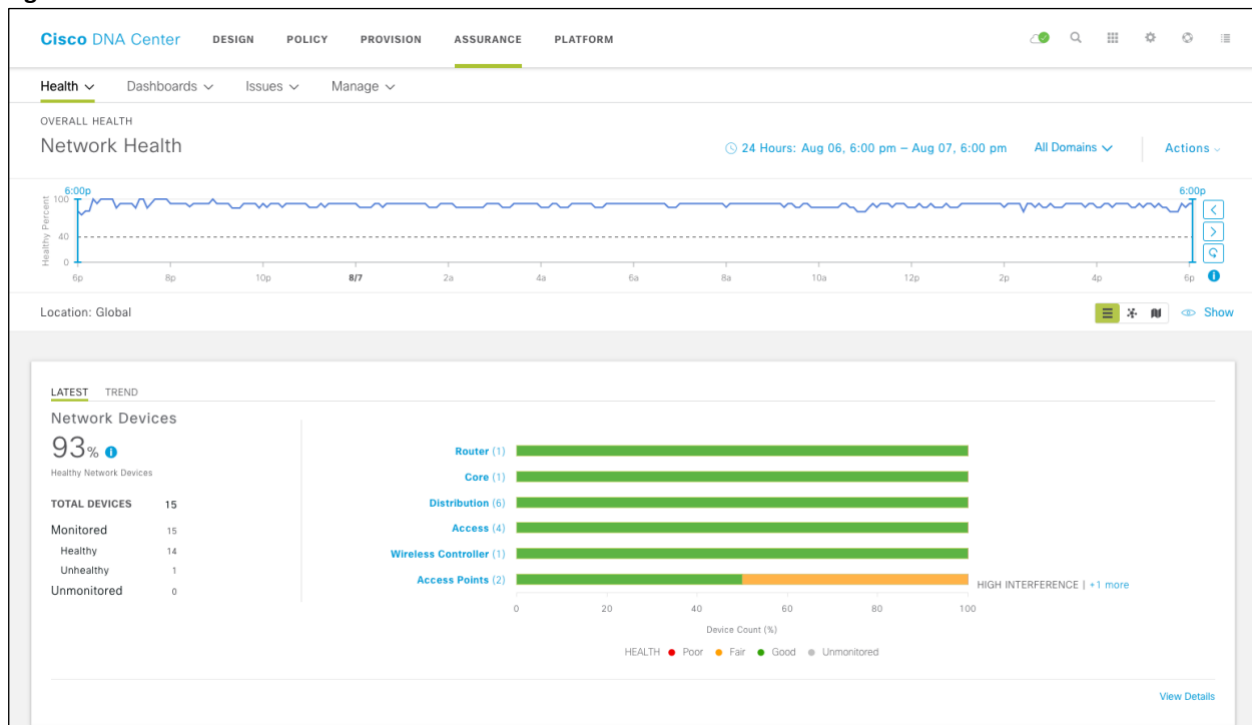 Cisco DNA Center DESIGN POLICY PROVISION ASSURANCE PLATFORM
Health Dashboards Issues Manage
OVERALL HEALTH
Network Health
24 Hours: Aug 06, 6:00 pm – Aug 07, 6:00 pm All Domains Actions
6:00p 6:00p
Healthy Percent
100
40
0
6p 8p 10p 8/7 2a 4a 6a 8a 10a 12p 2p 4p 6p
Location: Global Show
LATEST TREND
Network Devices
93%
Healthy Network Devices
TOTAL DEVICES 15
Monitored 15
Healthy 14
Unhealthy 1
Unmonitored 0
Router (1)
Core (1)
Distribution (6)
Access (4)
Wireless Controller (1)
Access Points (2) HIGH INTERFERENCE | +1 more
0 20 40 60 80 100
Device Count (%)
HEALTH Poor Fair Good Unmonitored
View Details